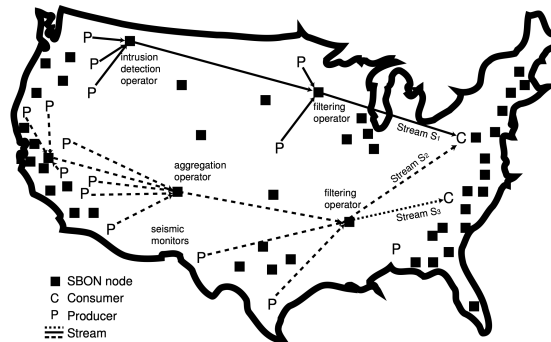 P
P
P
intrusion
detection
operator
P
filtering
operator
P
Stream S1
C
Stream S2
P
P
P
P
P
P
aggregation
operator
filtering
operator
C
Stream S3
P
seismic
monitors
P
P
P
SBON node
C Consumer
P Producer
Stream